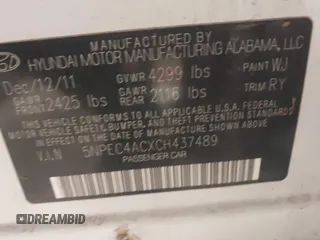 MANUFACTURED BY
HYUNDAI MOTOR MANUFACTURING ALABAMA, LLC
Dec/12/11 GVWR 4299 lbs PAINT WJ
GAWR FRONT 2425 lbs GAWR REAR 2116 lbs TRIM RY
THIS VEHICLE CONFORMS TO ALL APPLICABLE U.S.A. FEDERAL MOTOR VEHICLE
SAFETY, BUMPER, AND THEFT PREVENTION STANDARDS IN EFFECT ON THE
DATE OF MANUFACTURE SHOWN ABOVE.
V.I.N 5NPEC4ACXCH437489
PASSENGER CAR
DREAMBID